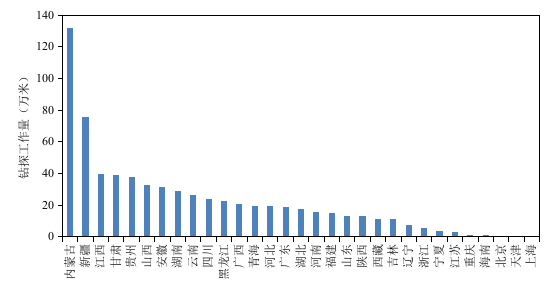 钻探工作量（万米）
140
120
100
80
60
40
20
0
内蒙古
新疆
江西
甘肃
贵州
山西
安徽
湖南
云南
四川
黑龙江
广西
青海
河北
广东
湖北
河南
福建
山东
陕西
西藏
吉林
辽宁
浙江
宁夏
江苏
重庆
海南
北京
天津
上海